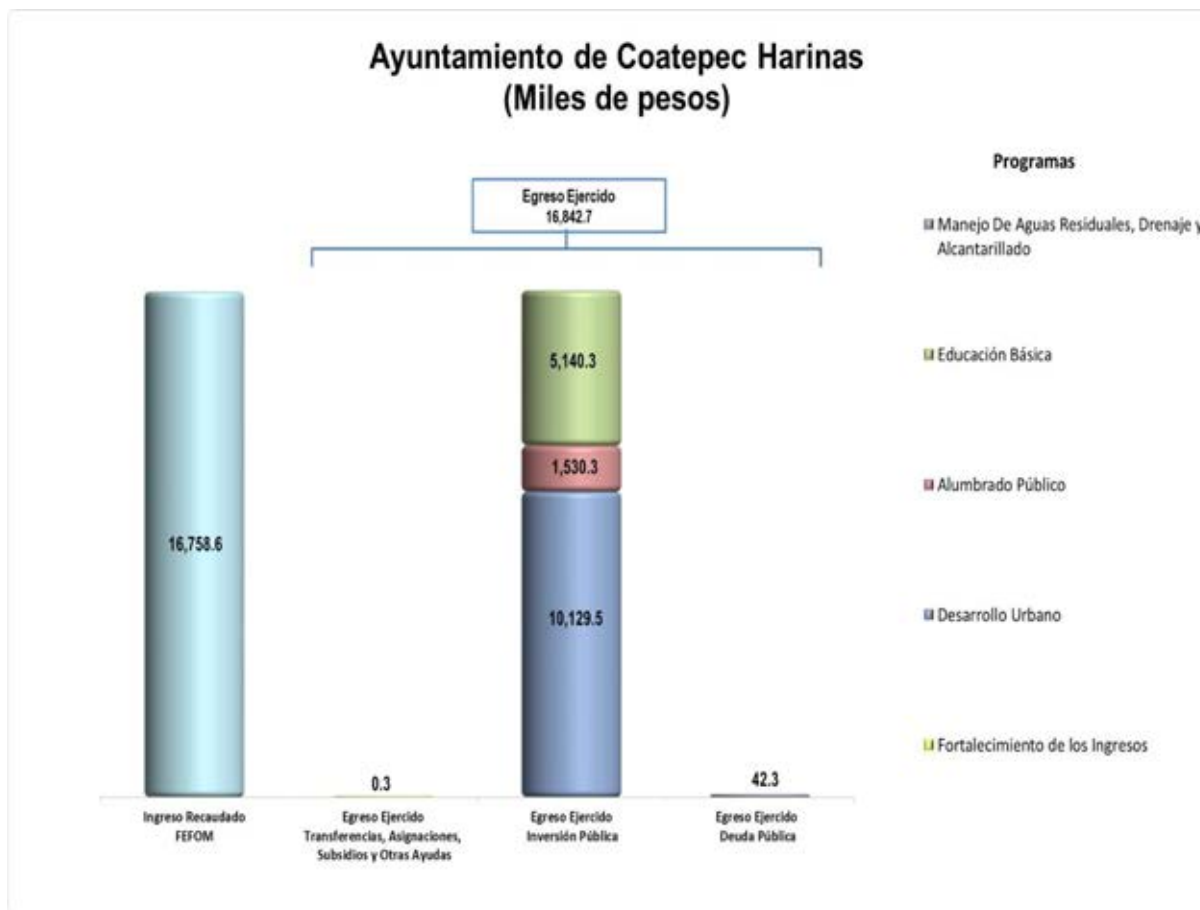 Ayuntamiento de Coatepec Harinas
(Miles de pesos)
Programas
Egreso Ejercido
16,842.7
Manejo De Aguas Residuales, Drenaje y
Alcantarillado
Educación Básica
Alumbrado Público
Desarrollo Urbano
Fortalecimiento de los Ingresos
16,758.6
0.3
5,140.3
1,530.3
10,129.5
42.3
Ingreso Recaudado
FEFOM
Egreso Ejercido
Transferencias, Asignaciones,
Subsidios y Otras Ayudas
Egreso Ejercido
Inversión Pública
Egreso Ejercido
Deuda Pública